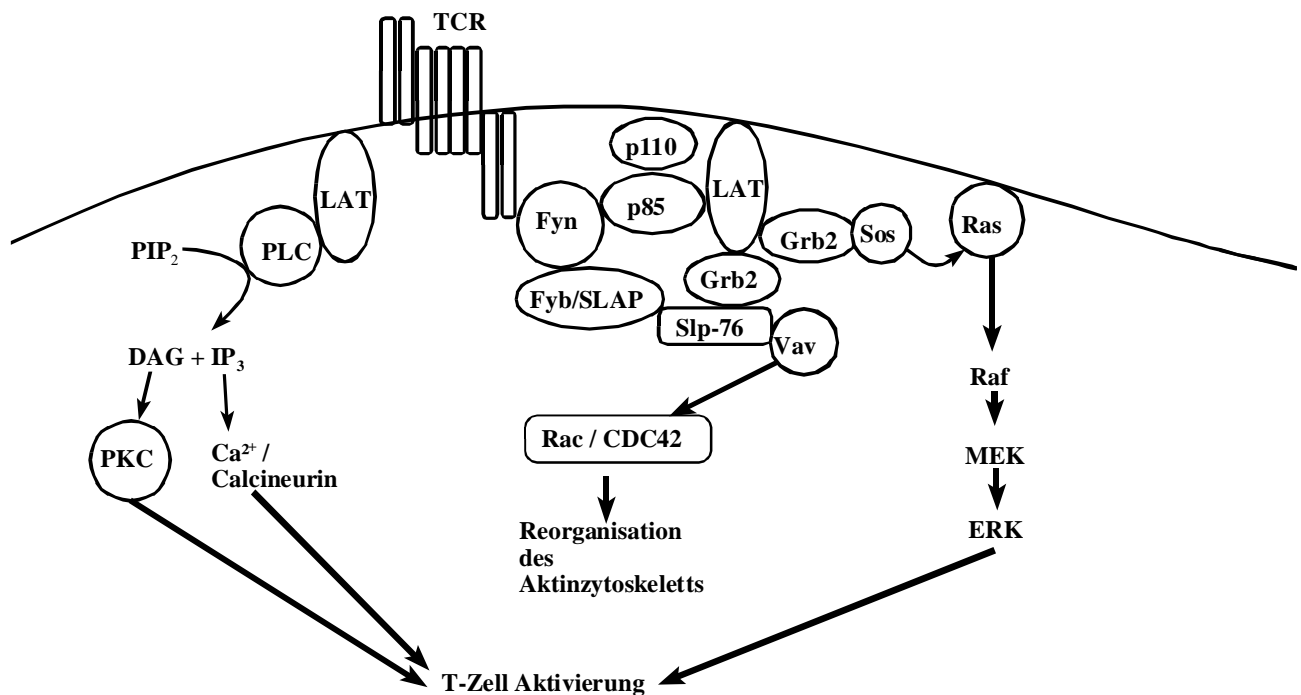 TCR
p110
LAT
LAT
Fyn
p85
Grb2
Sos
Ras
PIP₂
PLC
Grb2
Fyb/SLAP
Slp-76
Vav
DAG + IP₃
Raf
PKC
Ca²⁺ /
Calcineurin
Rac / CDC42
MEK
Reorganisation
des
Aktinzytoskeletts
ERK
T-Zell Aktivierung